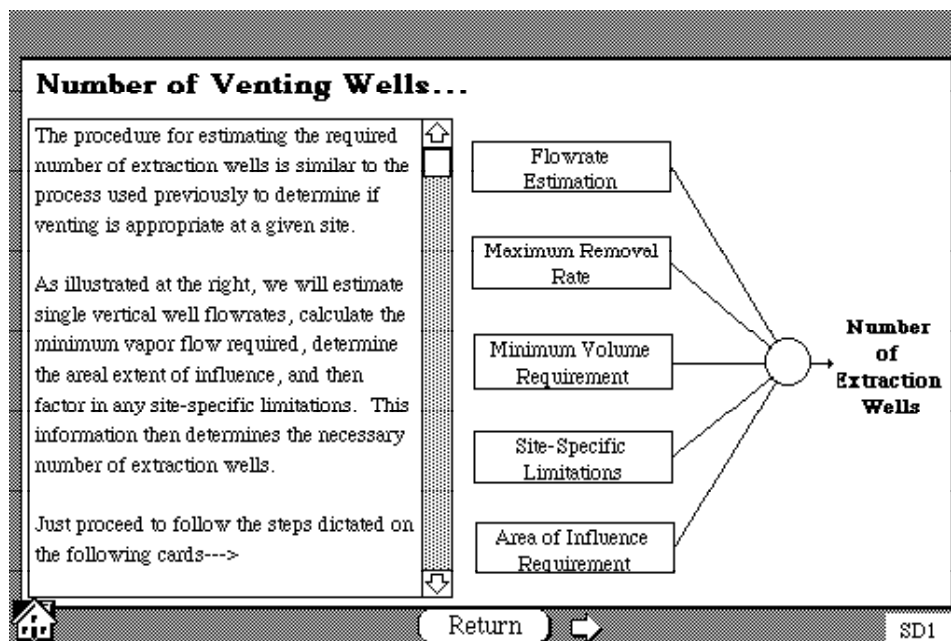 Number of Venting Wells...
The procedure for estimating the required
number of extraction wells is similar to the
process used previously to determine if
venting is appropriate at a given site.
As illustrated at the right, we will estimate
single vertical well flowrates, calculate the
minimum vapor flow required, determine
the areal extent of influence, and then
factor in any site-specific limitations.  This
information then determines the necessary
number of extraction wells.
Just proceed to follow the steps dictated on
the following cards--->
Flowrate
Estimation
Maximum Removal
Rate
Minimum Volume
Requirement
Site-Specific
Limitations
Area of Influence
Requirement
Number
of
Extraction
Wells
Return
SD1